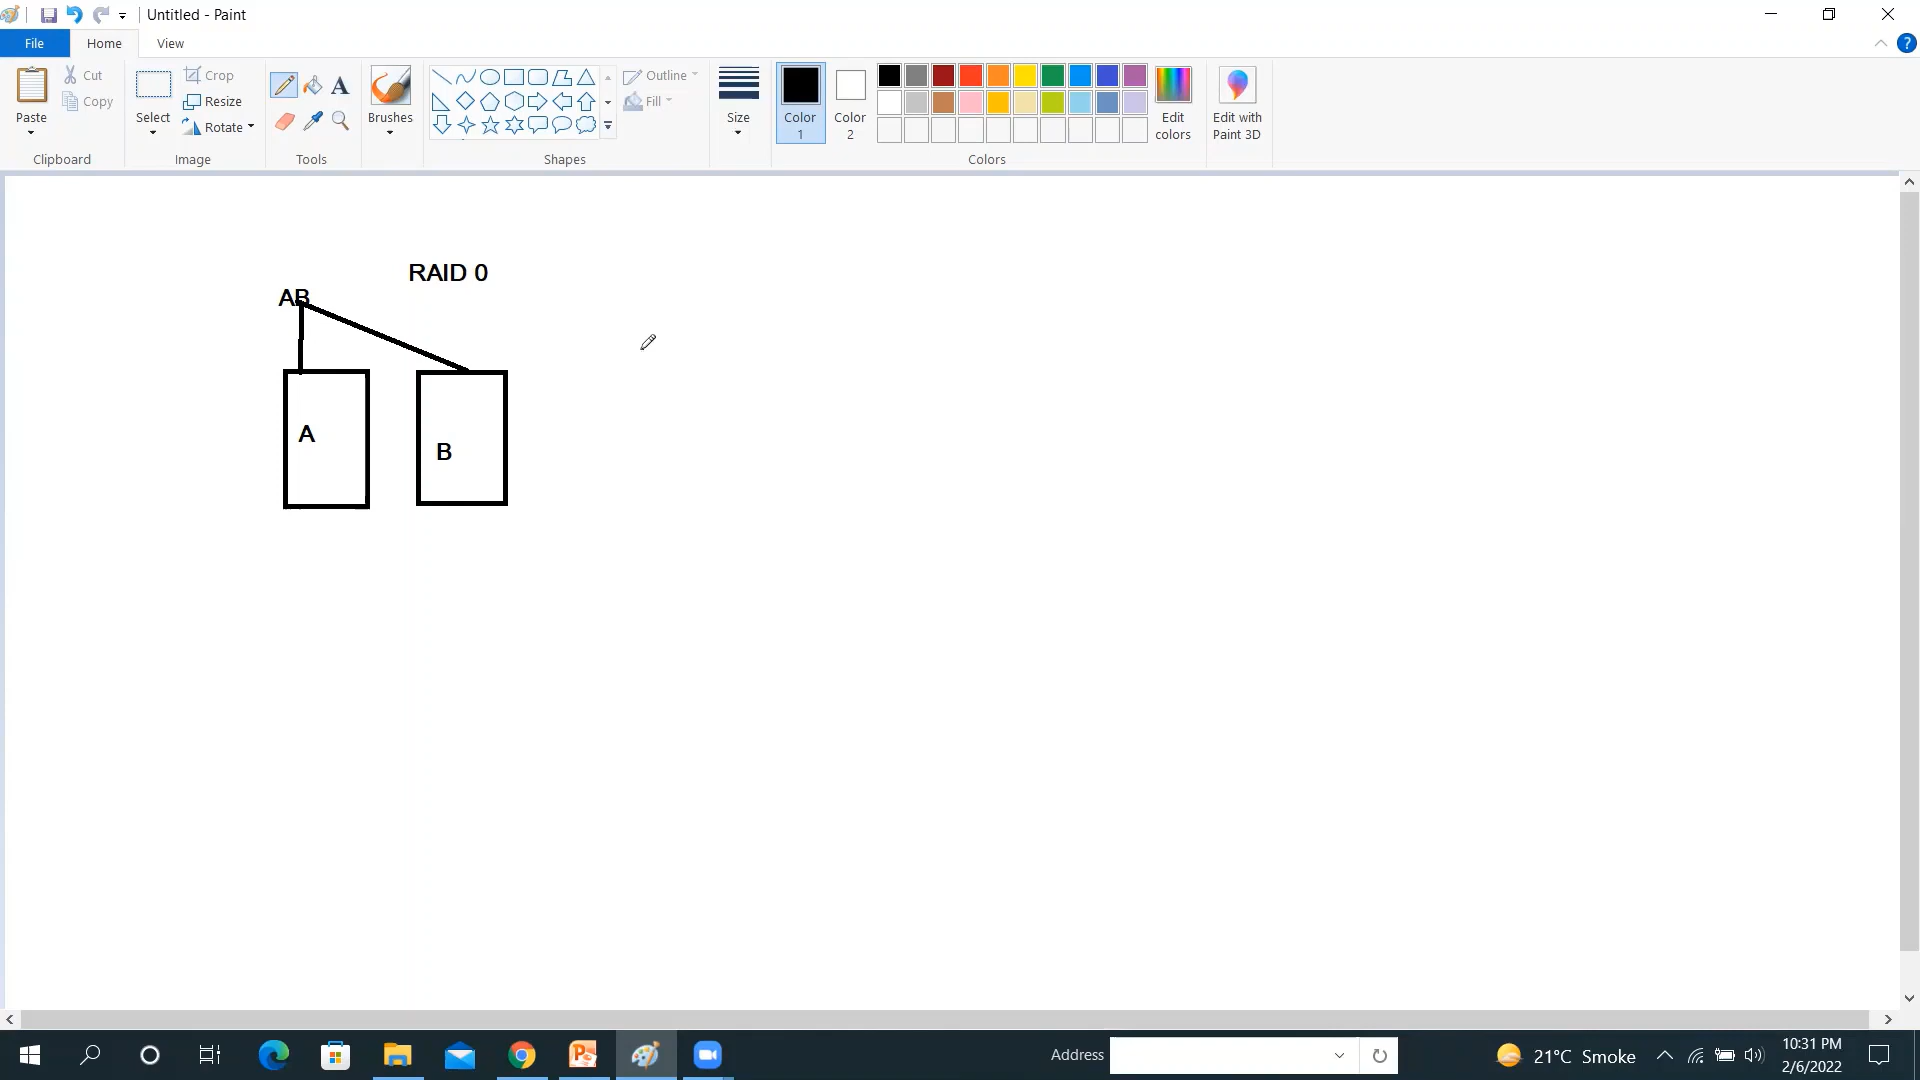 Untitled - Paint
File Home View
Paste
Cut
Copy
Clipboard
Select
Crop
Resize
Rotate
Image
A
Tools
Brushes
Outline
Fill
Shapes
Size
Color 1
Color 2
Edit colors
Colors
Edit with Paint 3D
?
RAID 0
AB
A
B
Address
21°C Smoke
10:31 PM
2/6/2022